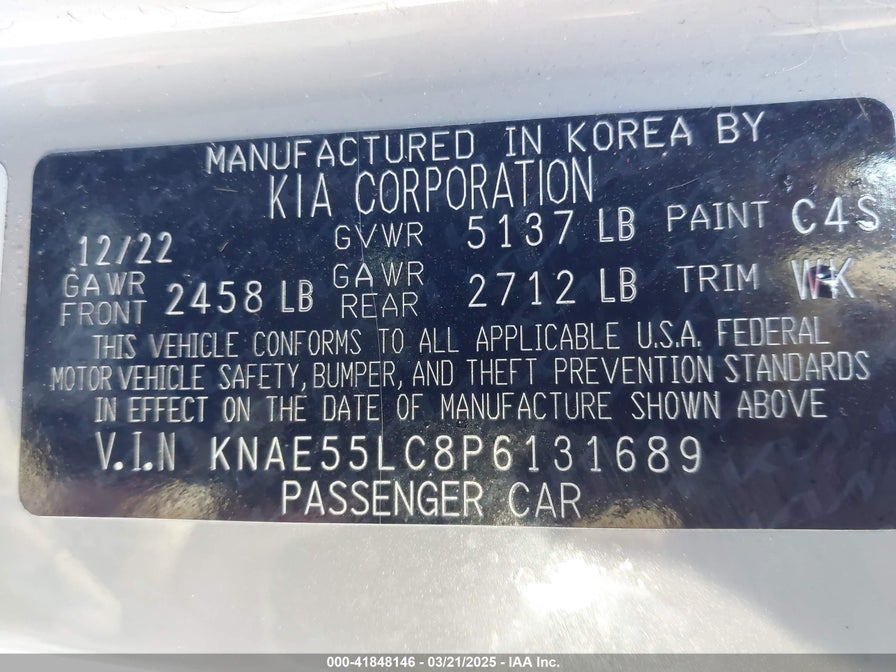 MANUFACTURED IN KOREA BY
KIA CORPORATION
12/22 GVWR 5137 LB PAINT C4S
GAWR FRONT 2458 LB GAWR REAR 2712 LB TRIM WK
THIS VEHICLE CONFORMS TO ALL APPLICABLE U.S.A. FEDERAL
MOTOR VEHICLE SAFETY, BUMPER, AND THEFT PREVENTION STANDARDS
IN EFFECT ON THE DATE OF MANUFACTURE SHOWN ABOVE
V.I.N KNAE55LC8P6131689
PASSENGER CAR
000-41848146 - 03/21/2025 - IAA Inc.